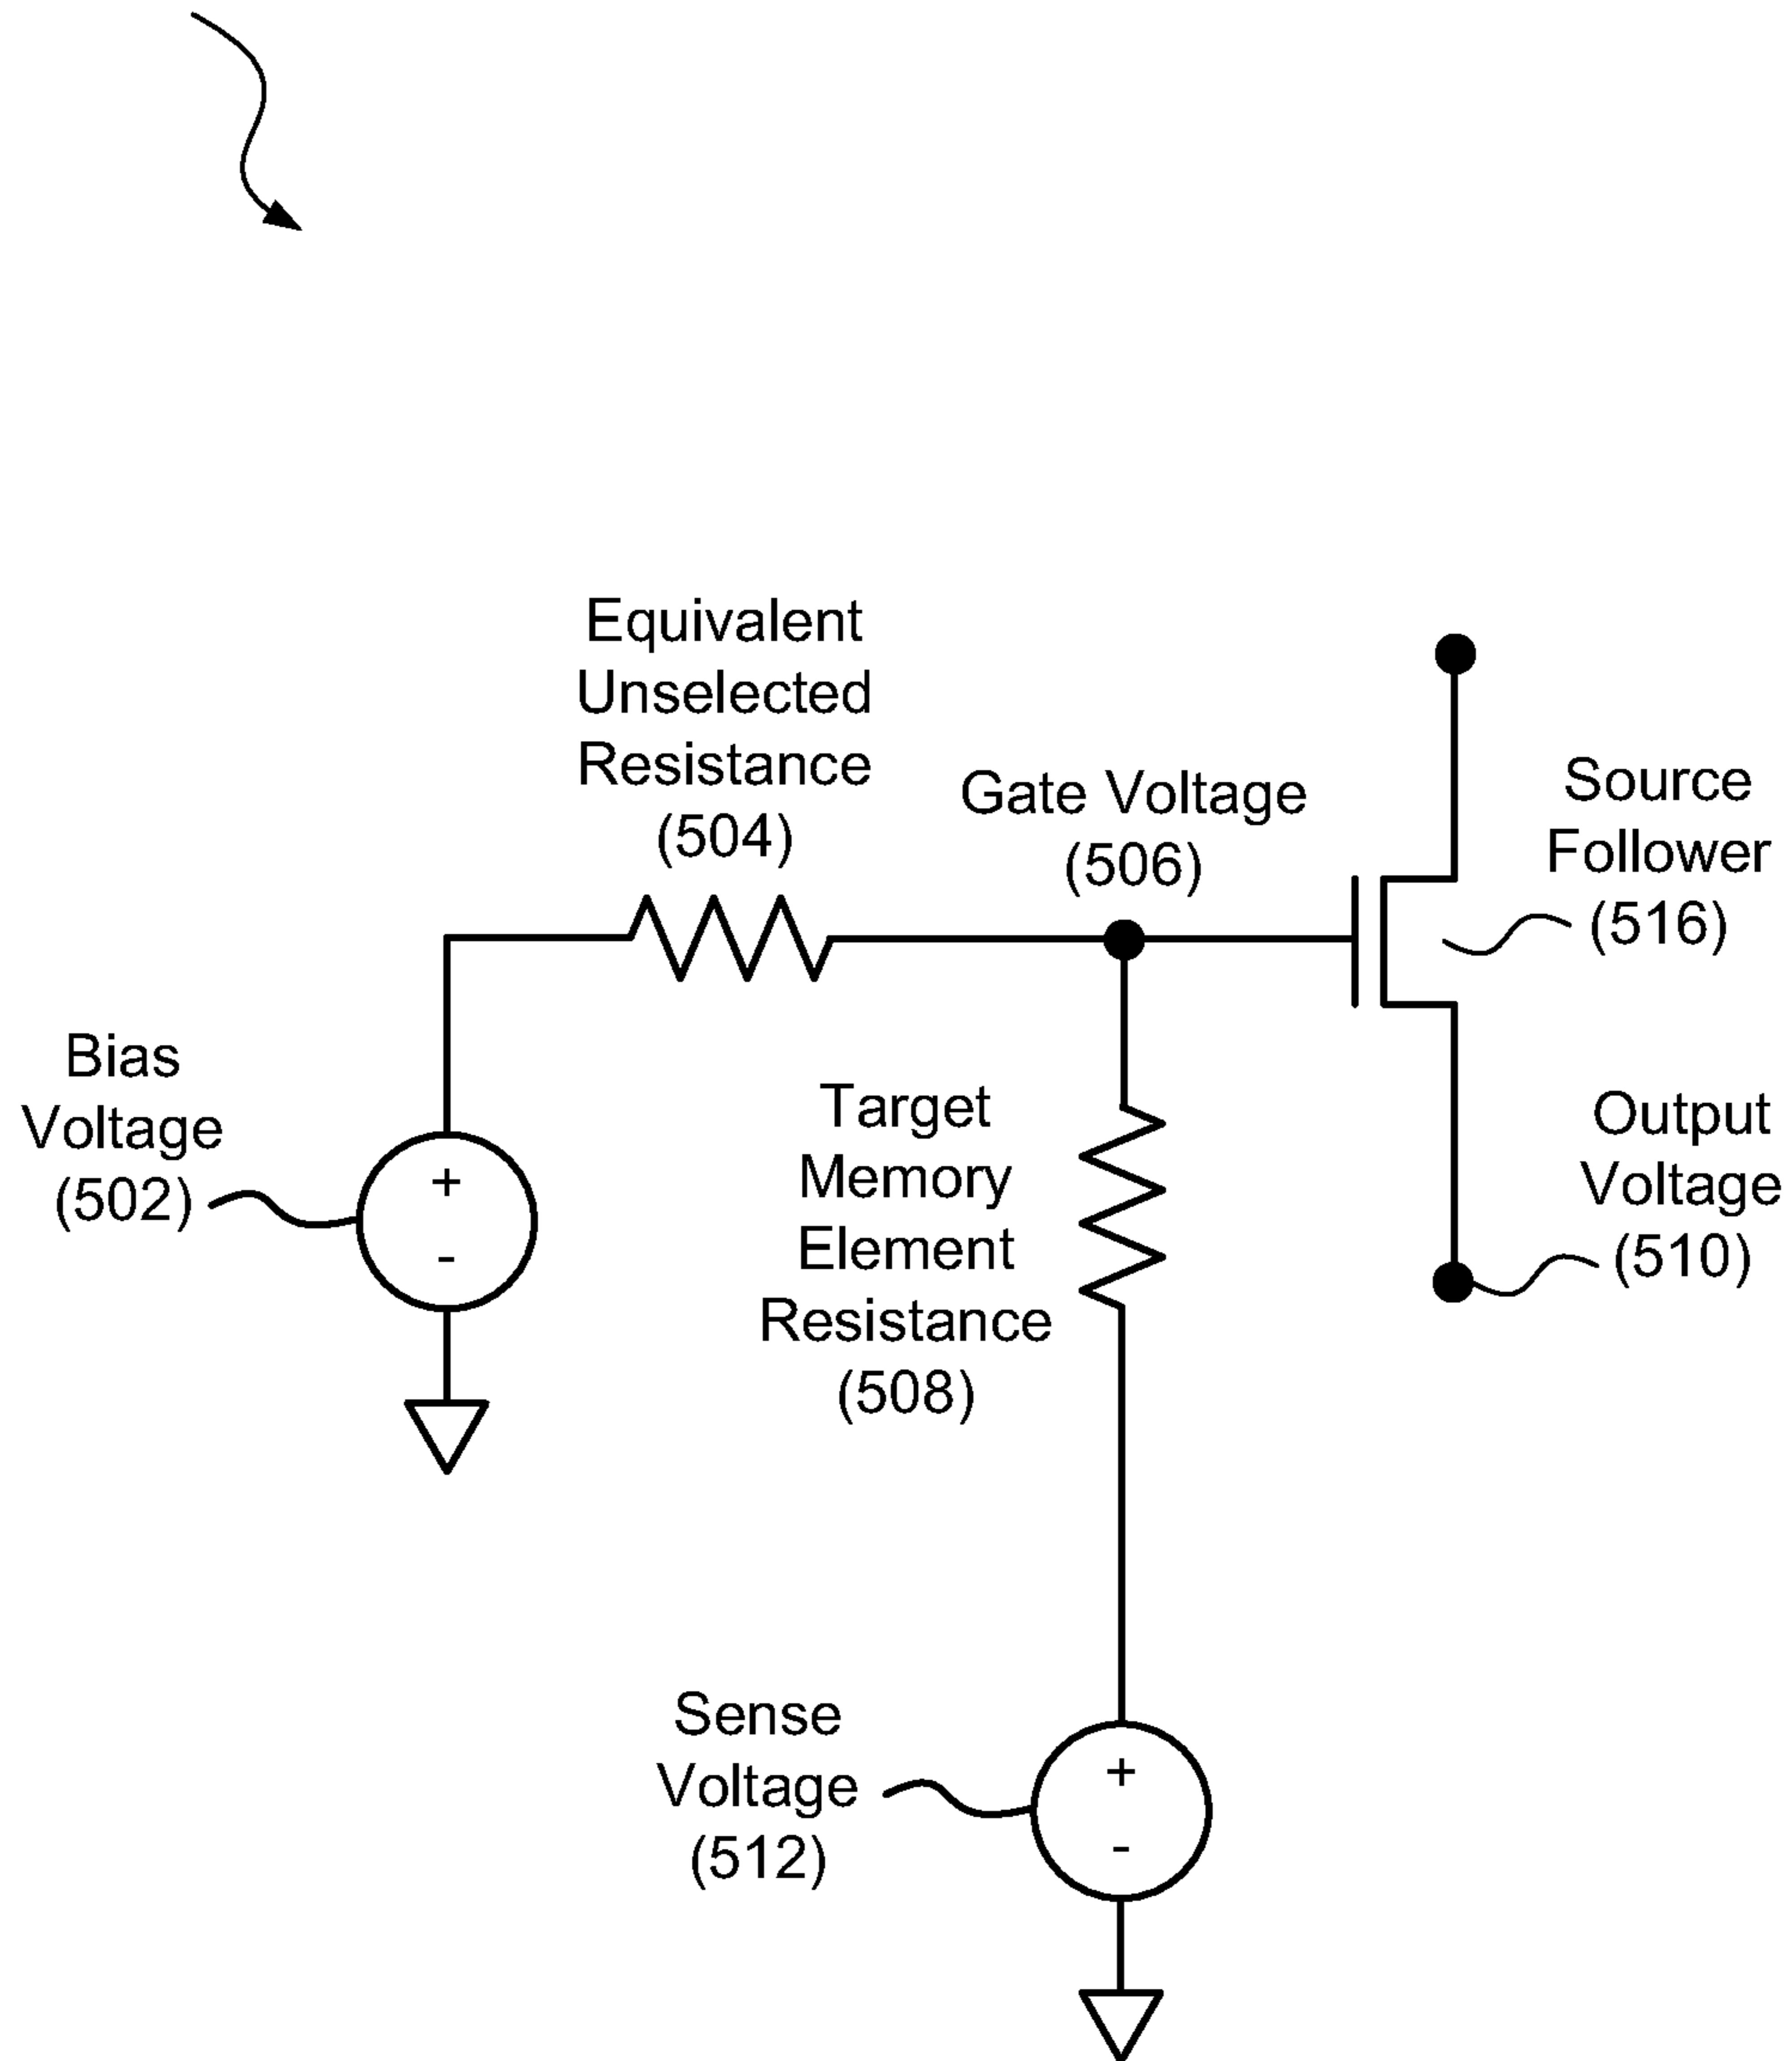 Equivalent
Unselected
Resistance
(504)
Gate Voltage
(506)
Source
Follower
(516)
Bias
Voltage
(502)
+
-
Target
Memory
Element
Resistance
(508)
Output
Voltage
(510)
Sense
Voltage
(512)
+
-